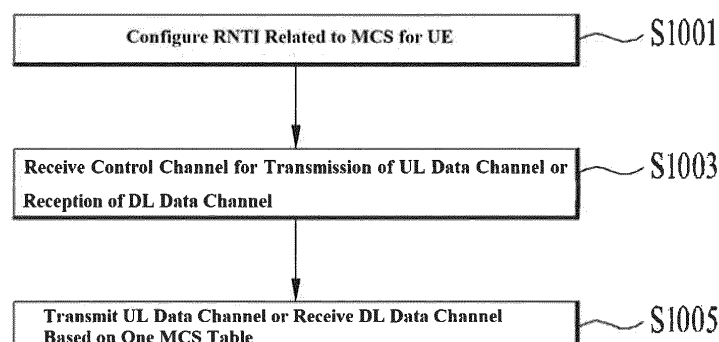 Configure RNTI Related to MCS for UE
S1001
Receive Control Channel for Transmission of UL Data Channel or
Reception of DL Data Channel
S1003
Transmit UL Data Channel or Receive DL Data Channel
Based on One MCS Table
S1005